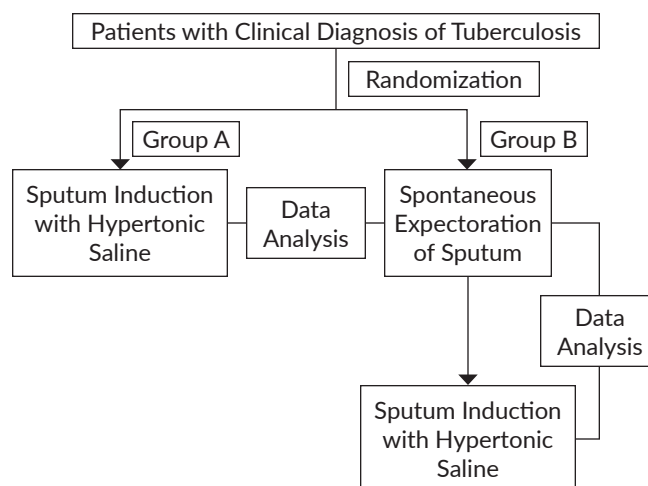 Patients with Clinical Diagnosis of Tuberculosis
Randomization
Group A
Group B
Sputum Induction
with Hypertonic
Saline
Data
Analysis
Spontaneous
Expectoration
of Sputum
Data
Analysis
Sputum Induction
with Hypertonic
Saline